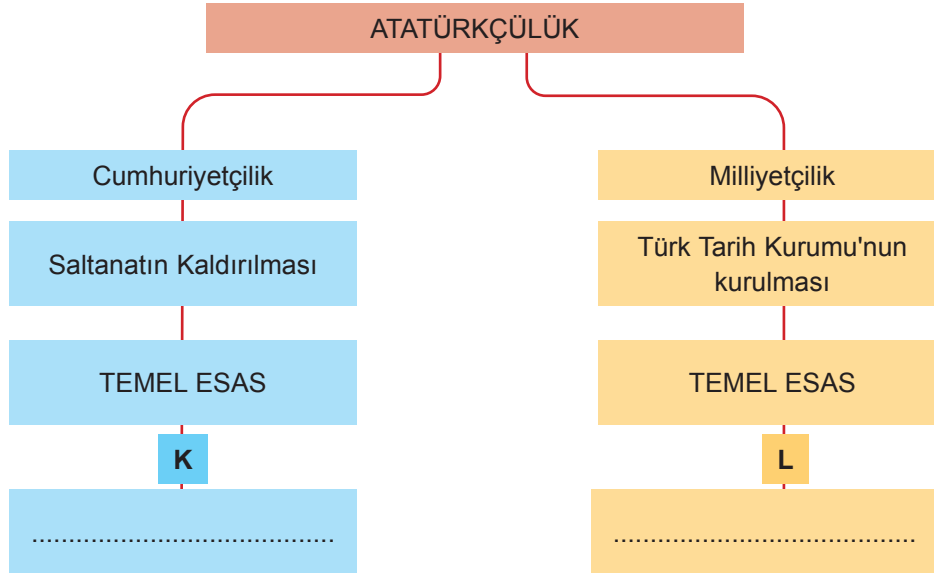 ATATÜRKÇÜLÜK
Cumhuriyetçilik
Saltanatın Kaldırılması
TEMEL ESAS
K
.........................................
Milliyetçilik
Türk Tarih Kurumu'nun
kurulması
TEMEL ESAS
L
.........................................